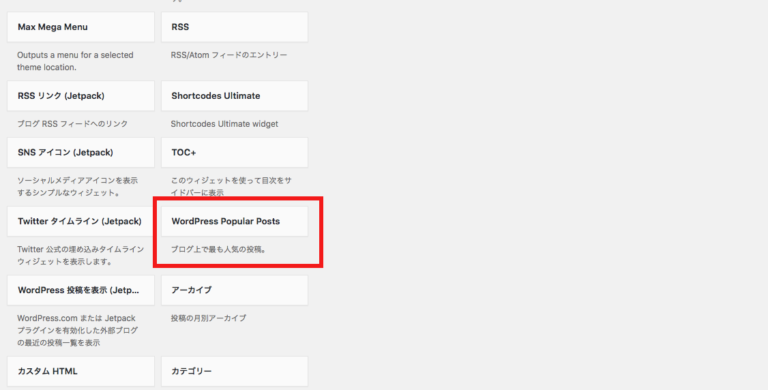 Max Mega Menu
RSS
Outputs a menu for a selected
theme location.
RSS/Atom フィードのエントリー
RSS リンク (Jetpack)
Shortcodes Ultimate
ブログ RSS フィードへのリンク
Shortcodes Ultimate widget
SNS アイコン (Jetpack)
TOC+
ソーシャルメディアアイコンを表示
するシンプルなウィジェット。
このウィジェットを使って目次をサ
イドバーに表示
Twitter タイムライン (Jetpack)
WordPress Popular Posts
Twitter 公式の埋め込みタイムライン
ウィジェットを表示します。
ブログ上で最も人気の投稿。
WordPress 投稿を表示 (Jetp...
アーカイブ
WordPress.com または Jetpack
プラグインを有効化した外部ブログ
の最近の投稿一覧を表示
投稿の月別アーカイブ
カスタム HTML
カテゴリー